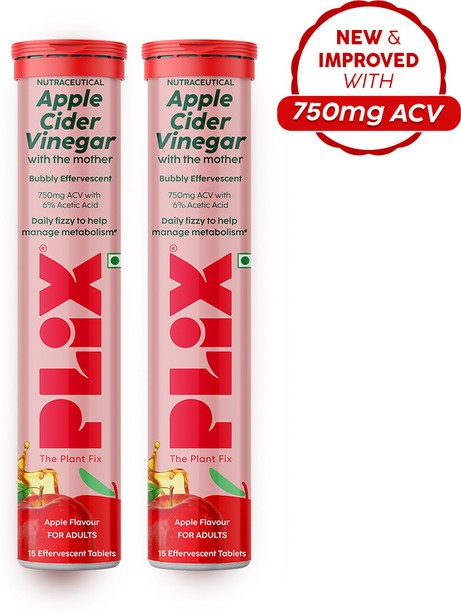 NUTRACEUTICAL
Apple
Cider
Vinegar
with the mother
Bubbly Effervescent
750mg ACV with
6% Acetic Acid
Daily fizzy to help
manage metabolism#
PLiX®
The Plant Fix
Apple Flavour
FOR ADULTS
15 Effervescent Tablets
NUTRACEUTICAL
Apple
Cider
Vinegar
with the mother
Bubbly Effervescent
750mg ACV with
6% Acetic Acid
Daily fizzy to help
manage metabolism#
PLiX®
The Plant Fix
Apple Flavour
FOR ADULTS
15 Effervescent Tablets
NEW &
IMPROVED
WITH
750mg ACV